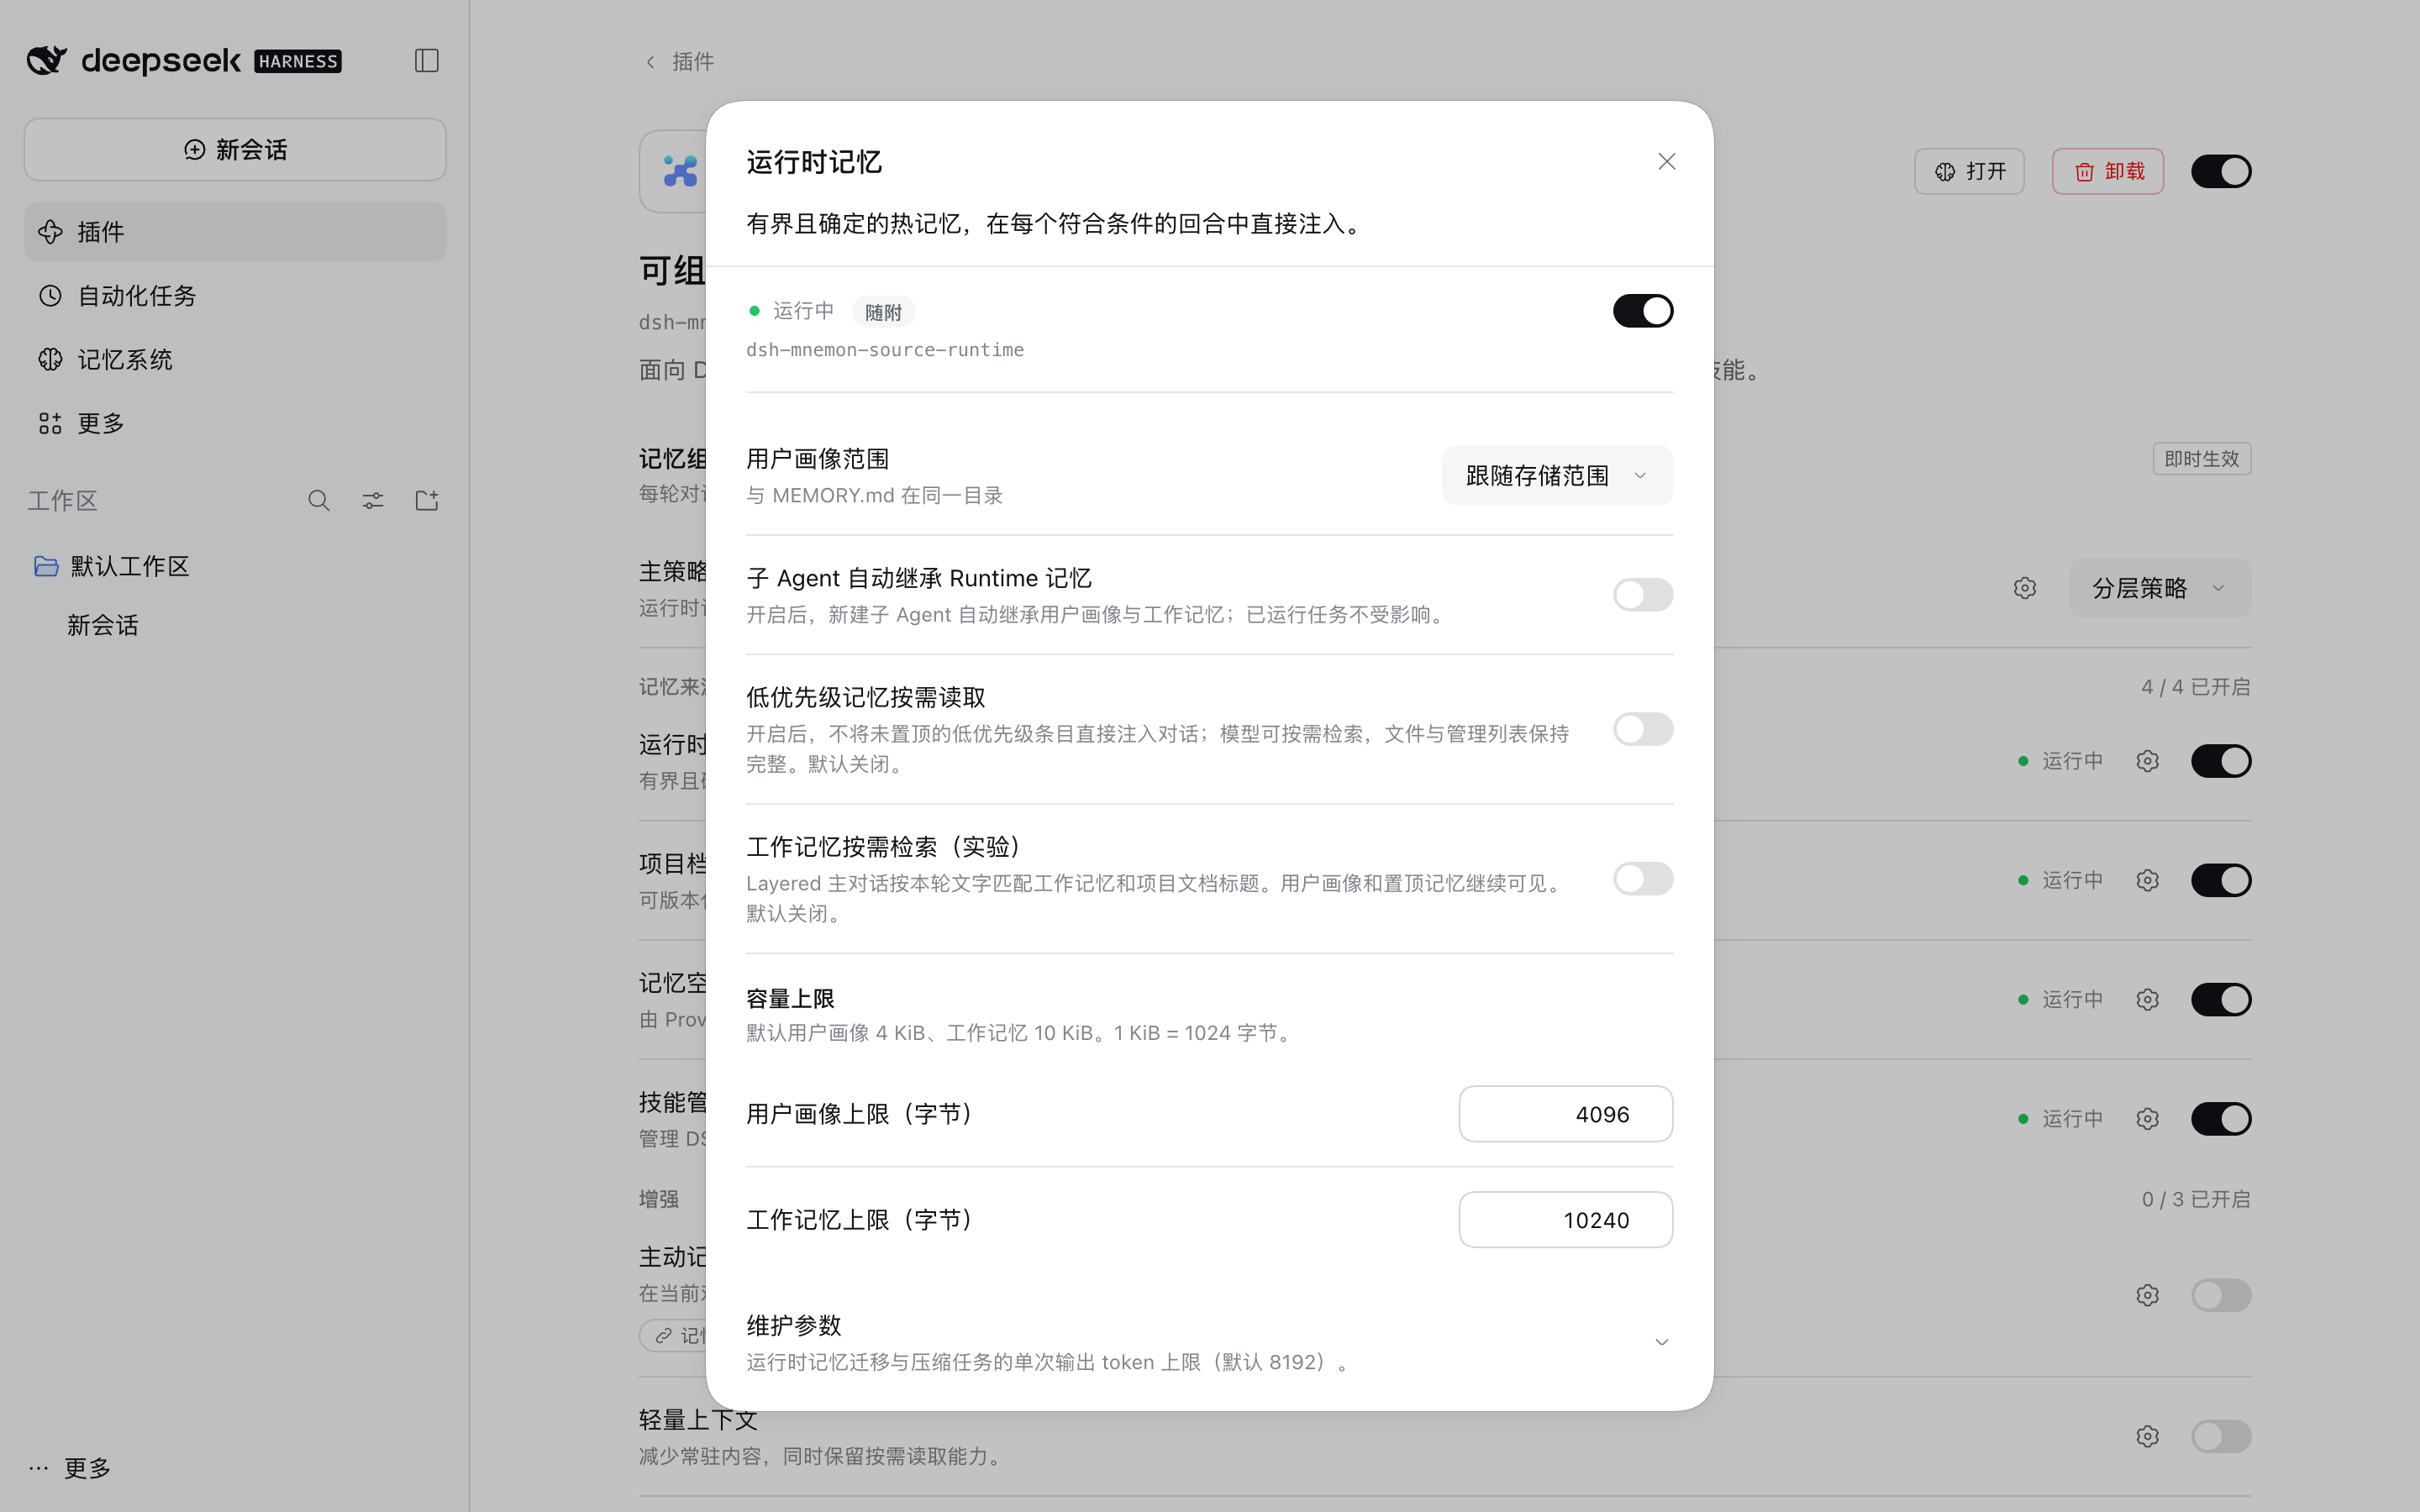 deepseek HARNESS
新会话
插件
自动化任务
记忆系统
更多
工作区
默认工作区
新会话
更多
插件
打开
卸载
可组
dsh-mn
面向 D
技能。
记忆组
每轮对
即时生效
主策略
运行时
分层策略
记忆来
4 / 4 已开启
运行时
有界且
运行中
项目档
可版本
运行中
记忆空
由 Prov
运行中
技能管
管理 DS
运行中
增强
0 / 3 已开启
主动记
在当前
记
轻量上下文
减少常驻内容，同时保留按需读取能力。
运行时记忆
有界且确定的热记忆，在每个符合条件的回合中直接注入。
运行中 随附
dsh-mnemon-source-runtime
用户画像范围
与 MEMORY.md 在同一目录
跟随存储范围
子 Agent 自动继承 Runtime 记忆
开启后，新建子 Agent 自动继承用户画像与工作记忆；已运行任务不受影响。
低优先级记忆按需读取
开启后，不将未置顶的低优先级条目直接注入对话；模型可按需检索，文件与管理列表保持
完整。默认关闭。
工作记忆按需检索（实验）
Layered 主对话按本轮文字匹配工作记忆和项目文档标题。用户画像和置顶记忆继续可见。
默认关闭。
容量上限
默认用户画像 4 KiB、工作记忆 10 KiB。1 KiB = 1024 字节。
用户画像上限（字节）
4096
工作记忆上限（字节）
10240
维护参数
运行时记忆迁移与压缩任务的单次输出 token 上限（默认 8192）。